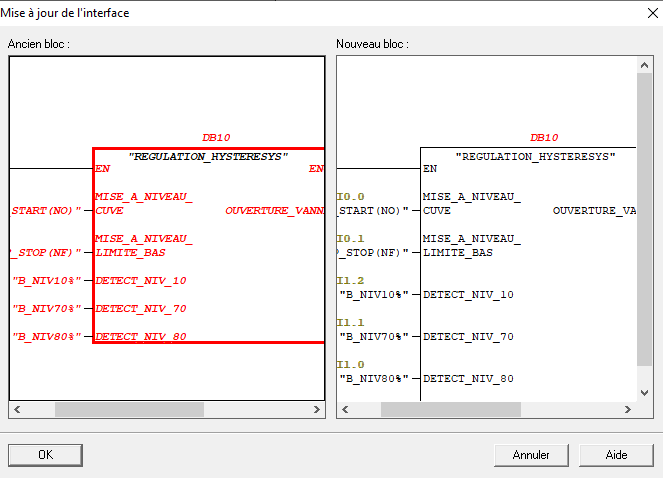 Mise à jour de l'interface
Ancien bloc :
DB10
"REGULATION_HYSTERESYS"
EN EN
MISE_A_NIVEAU_
_START(NO)" CUVE OUVERTURE_VANN
MISE_A_NIVEAU_
_STOP(NF)" LIMITE_BAS
"B_NIV10%" DETECT_NIV_10
"B_NIV70%" DETECT_NIV_70
"B_NIV80%" DETECT_NIV_80
Nouveau bloc :
DB10
"REGULATION_HYSTERESYS"
EN
I0.0 MISE_A_NIVEAU_
_START(NO)" CUVE OUVERTURE_VA
I0.1 MISE_A_NIVEAU_
_STOP(NF)" LIMITE_BAS
I1.2
"B_NIV10%" DETECT_NIV_10
I1.1
"B_NIV70%" DETECT_NIV_70
I1.0
"B_NIV80%" DETECT_NIV_80
OK
Annuler
Aide